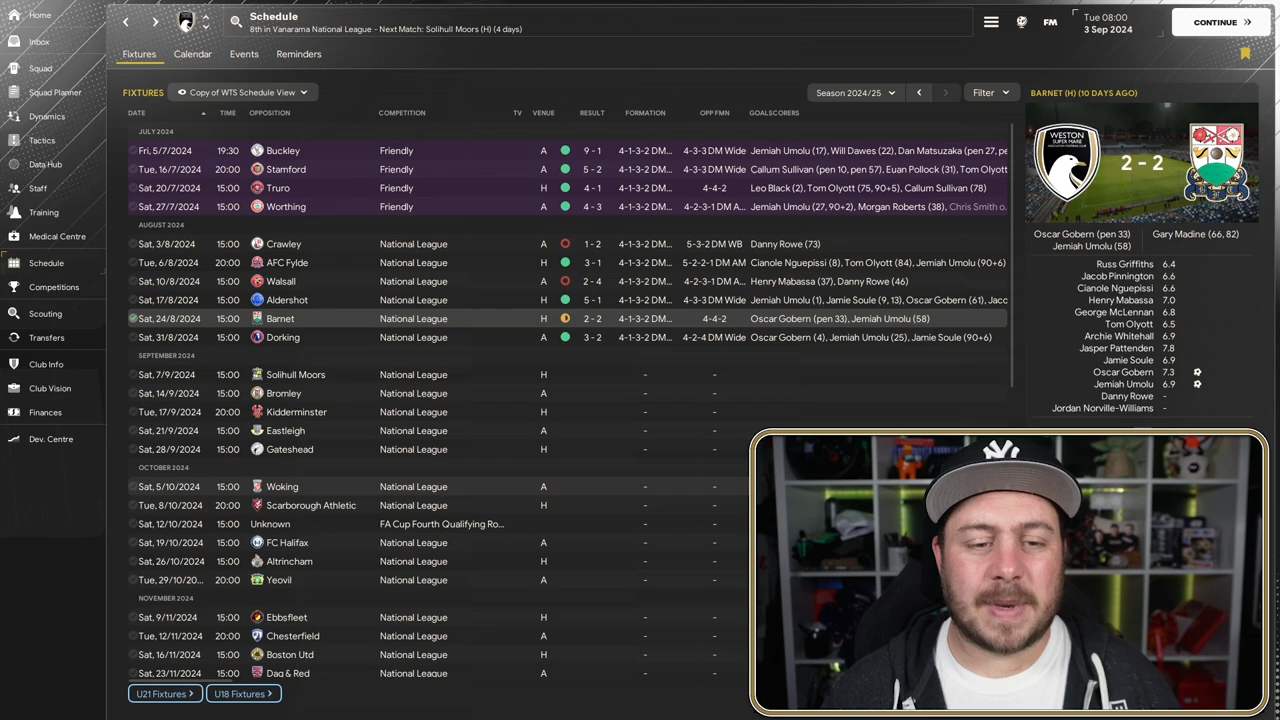 Home
Inbox
Squad
Squad Planner
Dynamics
Tactics
Data Hub
Staff
Training
Medical Centre
Schedule
Competitions
Scouting
Transfers
Club Info
Club Vision
Finances
Dev. Centre
Schedule
8th in Vanarama National League - Next Match: Solihull Moors (H) (4 days)
FM
Tue 08:00
3 Sep 2024
CONTINUE
Fixtures Calendar Events Reminders
FIXTURES Copy of WTS Schedule View Season 2024/25 Filter
DATE TIME OPPOSITION COMPETITION TV VENUE RESULT FORMATION OPP FMN GOALSCORERS
JULY 2024
Fri, 5/7/2024 19:30 Buckley Friendly A 9 - 1 4-1-3-2 DM... 4-3-3 DM Wide Jemiah Umolu (17), Will Dawes (22), Dan Matsuzaka (pen 27, pe
Tue, 16/7/2024 20:00 Stamford Friendly A 5 - 2 4-1-3-2 DM... 4-3-3 DM Wide Callum Sullivan (pen 10, pen 57), Euan Pollock (31), Tom Olyott
Sat, 20/7/2024 15:00 Truro Friendly H 4 - 1 4-1-3-2 DM... 4-4-2 Leo Black (2), Tom Olyott (75, 90+5), Callum Sullivan (78)
Sat, 27/7/2024 15:00 Worthing Friendly H 4 - 3 4-1-3-2 DM... 4-2-3-1 DM A... Jemiah Umolu (27, 90+2), Morgan Roberts (38), Chris Smith o.
AUGUST 2024
Sat, 3/8/2024 15:00 Crawley National League A 1 - 2 4-1-3-2 DM... 5-3-2 DM WB Danny Rowe (73)
Tue, 6/8/2024 20:00 AFC Fylde National League H 3 - 1 4-1-3-2 DM... 5-2-2-1 DM AM Cianole Nguepissi (8), Tom Olyott (84), Jemiah Umolu (90+6)
Sat, 10/8/2024 15:00 Walsall National League A 2 - 4 4-1-3-2 DM... 4-2-3-1 DM A... Henry Mabassa (37), Danny Rowe (46)
Sat, 17/8/2024 15:00 Aldershot National League H 5 - 1 4-1-3-2 DM... 4-3-3 DM Wide Jemiah Umolu (1), Jamie Soule (9, 13), Oscar Gobern (61), Jaco
Sat, 24/8/2024 15:00 Barnet National League H 2 - 2 4-1-3-2 DM... 4-4-2 Oscar Gobern (pen 33), Jemiah Umolu (58)
Sat, 31/8/2024 15:00 Dorking National League A 3 - 2 4-1-3-2 DM... 4-2-4 DM Wide Oscar Gobern (4), Jemiah Umolu (25), Jamie Soule (90+6)
SEPTEMBER 2024
Sat, 7/9/2024 15:00 Solihull Moors National League H - -
Sat, 14/9/2024 15:00 Bromley National League A - -
Tue, 17/9/2024 20:00 Kidderminster National League H - -
Sat, 21/9/2024 15:00 Eastleigh National League A - -
Sat, 28/9/2024 15:00 Gateshead National League H - -
OCTOBER 2024
Sat, 5/10/2024 15:00 Woking National League A - -
Tue, 8/10/2024 20:00 Scarborough Athletic National League H - -
Sat, 12/10/2024 15:00 Unknown FA Cup Fourth Qualifying Ro... - -
Sat, 19/10/2024 15:00 FC Halifax National League A - -
Sat, 26/10/2024 15:00 Altrincham National League H - -
Tue, 29/10/20... 20:00 Yeovil National League A - -
NOVEMBER 2024
Sat, 9/11/2024 15:00 Ebbsfleet National League H - -
Tue, 12/11/2024 20:00 Chesterfield National League A - -
Sat, 16/11/2024 15:00 Boston Utd National League H - -
Sat, 23/11/2024 15:00 Dag & Red National League A - -
U21 Fixtures U18 Fixtures
BARNET (H) (10 DAYS AGO)
WESTON
SUPER MARE
2 - 2
Oscar Gobern (pen 33) Gary Madine (66, 82)
Jemiah Umolu (58)
Russ Griffiths 6.4
Jacob Pinnington 6.6
Cianole Nguepissi 6.6
Henry Mabassa 7.0
George McLennan 6.8
Tom Olyott 6.5
Archie Whitehall 6.9
Jasper Pattenden 7.8
Jamie Soule 6.9
Oscar Gobern 7.3
Jemiah Umolu 6.9
Danny Rowe -
Jordan Norville-Williams -
NY